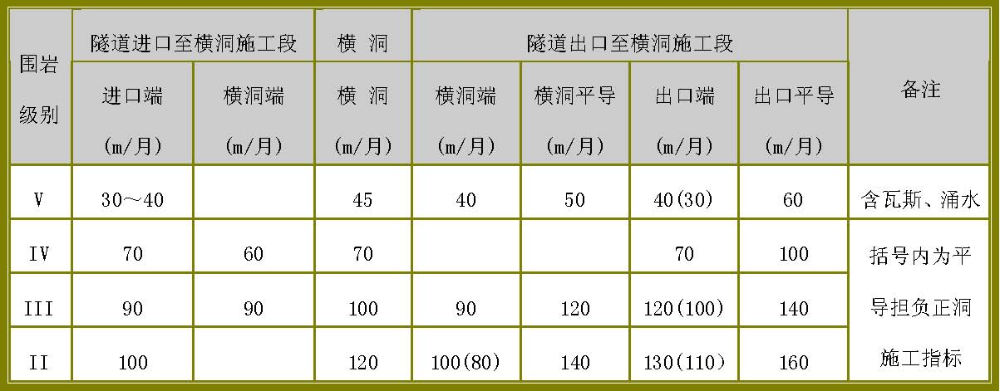 围岩级别 隧道进口至横洞施工段 横 洞 隧道出口至横洞施工段 备注
进口端 横洞端 横 洞 横洞端 横洞平导 出口端 出口平导
(m/月) (m/月) (m/月) (m/月) (m/月) (m/月) (m/月)
V 30～40 45 40 50 40(30) 60 含瓦斯、涌水
IV 70 60 70 70 100 括号内为平
III 90 90 100 90 120 120(100) 140 导担负正洞
II 100 120 100(80) 140 130(110） 160 施工指标